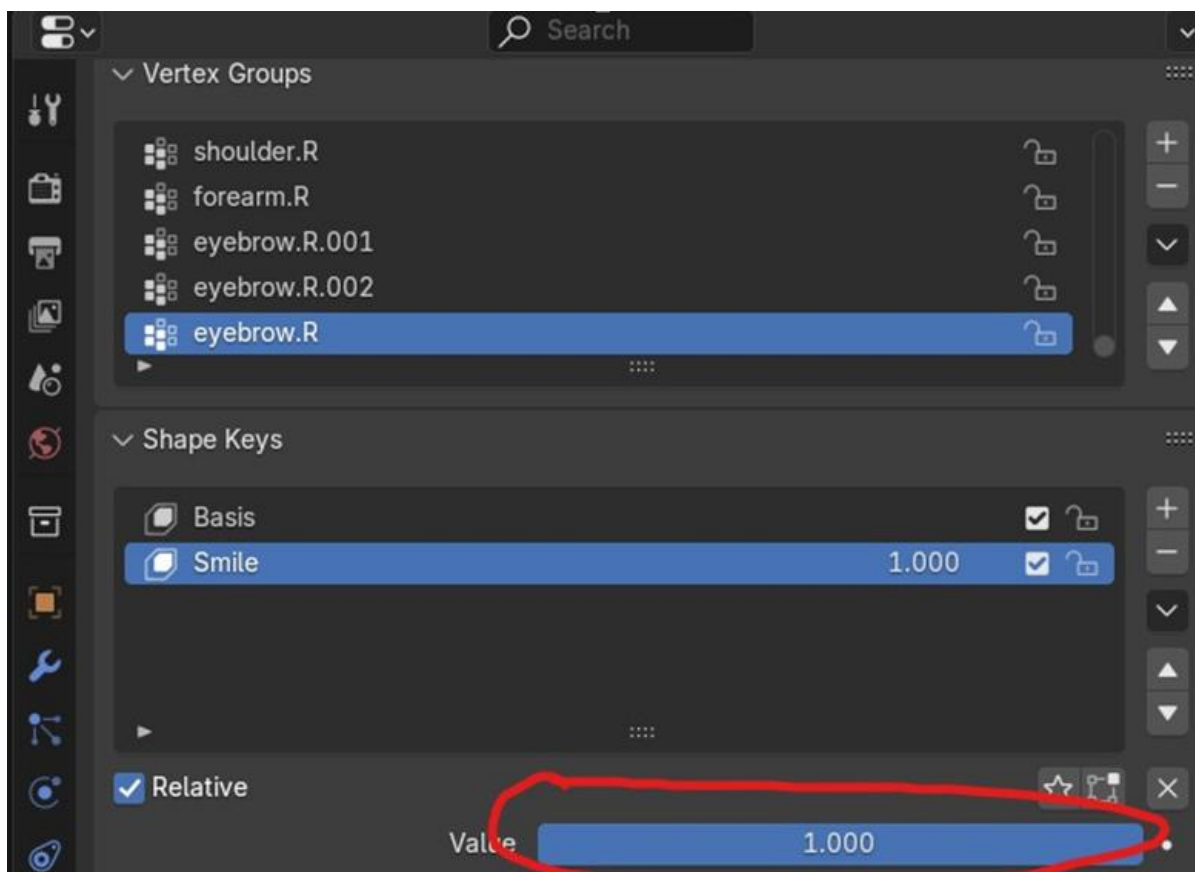 Search
Vertex Groups
shoulder.R
forearm.R
eyebrow.R.001
eyebrow.R.002
eyebrow.R
Shape Keys
Basis
Smile 1.000
Relative
Value 1.000